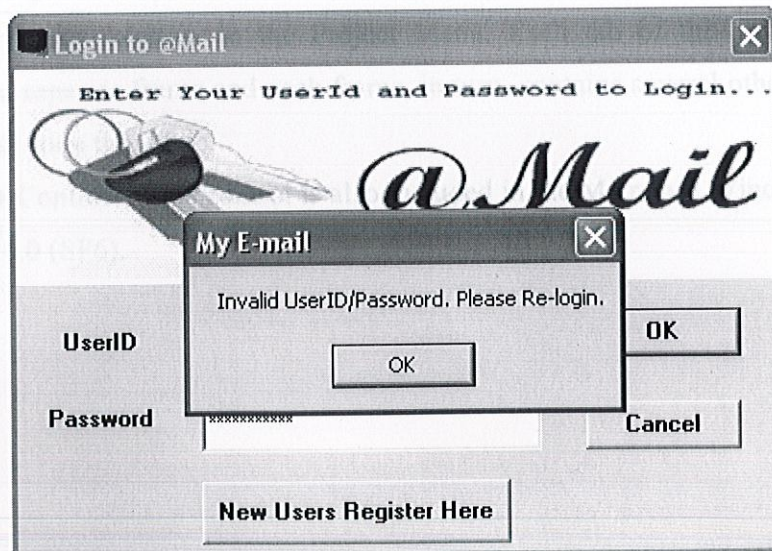 Login to @Mail
Enter Your UserId and Password to Login...
@Mail
My E-mail
Invalid UserID/Password. Please Re-login.
OK
UserID
OK
Password
***********
Cancel
New Users Register Here